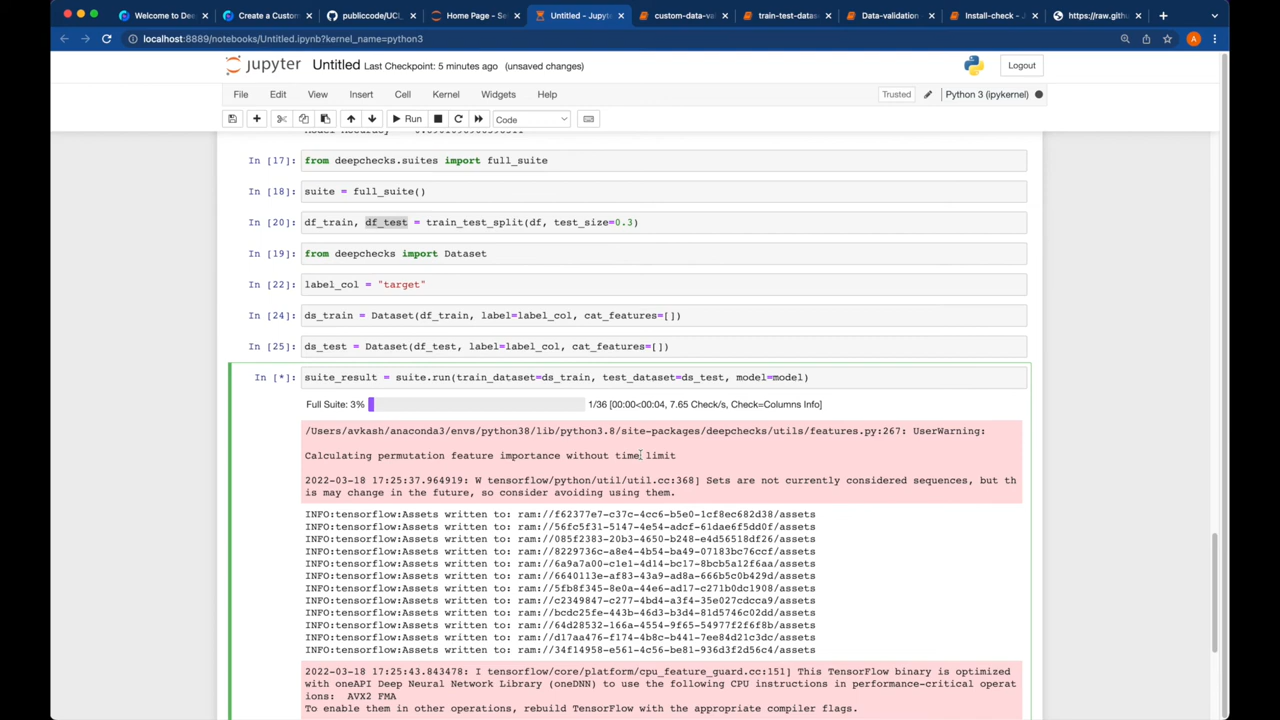 Welcome to Dee
Create a Custom
publiccode/UCI_
Home Page - Se
Untitled - Jupyte
custom-data-va
train-test-datas
Data-validation
Install-check - J
https://raw.gith
localhost:8889/notebooks/Untitled.ipynb?kernel_name=python3
A
jupyter Untitled Last Checkpoint: 5 minutes ago (unsaved changes)
Logout
File Edit View Insert Cell Kernel Widgets Help
Trusted Python 3 (ipykernel)
Run Code
In [17]: from deepchecks.suites import full_suite
In [18]: suite = full_suite()
In [20]: df_train, df_test = train_test_split(df, test_size=0.3)
In [19]: from deepchecks import Dataset
In [22]: label_col = "target"
In [24]: ds_train = Dataset(df_train, label=label_col, cat_features=[])
In [25]: ds_test = Dataset(df_test, label=label_col, cat_features=[])
In [*]: suite_result = suite.run(train_dataset=ds_train, test_dataset=ds_test, model=model)
Full Suite: 3% 1/36 [00:00<00:04, 7.65 Check/s, Check=Columns Info]
/Users/avkash/anaconda3/envs/python38/lib/python3.8/site-packages/deepchecks/utils/features.py:267: UserWarning:
Calculating permutation feature importance without time limit
2022-03-18 17:25:37.964919: W tensorflow/python/util/util.cc:368] Sets are not currently considered sequences, but th
is may change in the future, so consider avoiding using them.
INFO:tensorflow:Assets written to: ram://f62377e7-c37c-4cc6-b5e0-1cf8ec682d38/assets
INFO:tensorflow:Assets written to: ram://56fc5f31-5147-4e54-adcf-61dae6f5dd0f/assets
INFO:tensorflow:Assets written to: ram://085f2383-20b3-4650-b248-e4d56518df26/assets
INFO:tensorflow:Assets written to: ram://8229736c-a8e4-4b54-ba49-07183bc76ccf/assets
INFO:tensorflow:Assets written to: ram://6a9a7a00-c1e1-4d14-bc17-8bcb5a12f6aa/assets
INFO:tensorflow:Assets written to: ram://6640113e-af83-43a9-ad8a-666b5c0b429d/assets
INFO:tensorflow:Assets written to: ram://5fb8f345-8e0a-44e6-ad17-c271b0dc1908/assets
INFO:tensorflow:Assets written to: ram://c2349847-c277-4bd4-a3f4-35e027cdcca9/assets
INFO:tensorflow:Assets written to: ram://bcdc25fe-443b-46d3-b3d4-81d5746c02dd/assets
INFO:tensorflow:Assets written to: ram://64d28532-166a-4554-9f65-54977f2f6f8b/assets
INFO:tensorflow:Assets written to: ram://d17aa476-f174-4b8c-b441-7ee84d21c3dc/assets
INFO:tensorflow:Assets written to: ram://34f14958-e561-4c56-be81-936d3f2d56c4/assets
2022-03-18 17:25:43.843478: I tensorflow/core/platform/cpu_feature_guard.cc:151] This TensorFlow binary is optimized
with oneAPI Deep Neural Network Library (oneDNN) to use the following CPU instructions in performance-critical operat
ions: AVX2 FMA
To enable them in other operations, rebuild TensorFlow with the appropriate compiler flags.